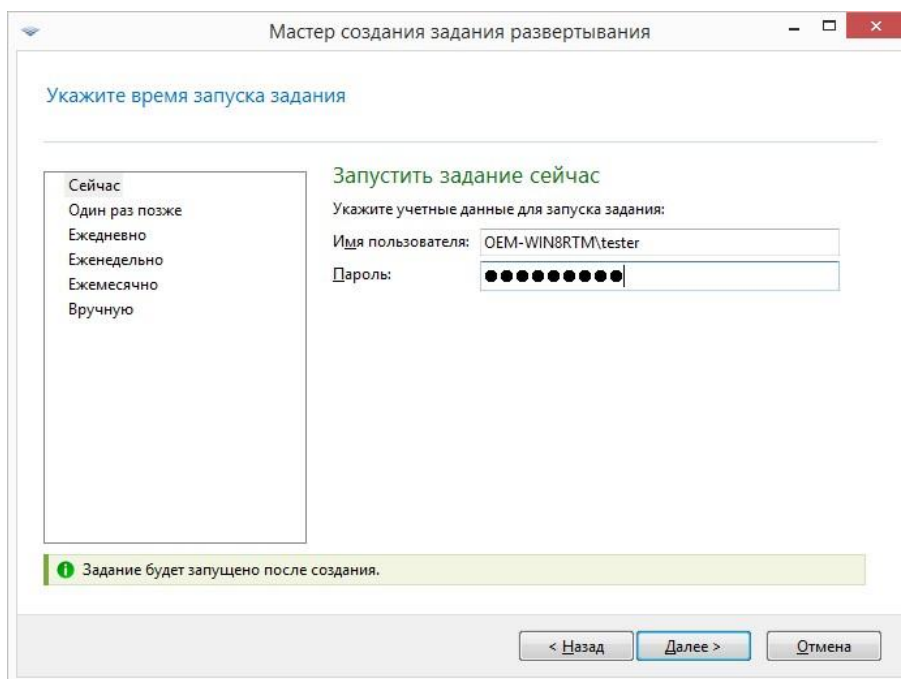 Мастер создания задания развертывания
Укажите время запуска задания
Сейчас
Один раз позже
Ежедневно
Еженедельно
Ежемесячно
Вручную
Запустить задание сейчас
Укажите учетные данные для запуска задания:
Имя пользователя: OEM-WIN8RTM\tester
Пароль: ●●●●●●●●●
Задание будет запущено после создания.
< Назад Далее > Отмена